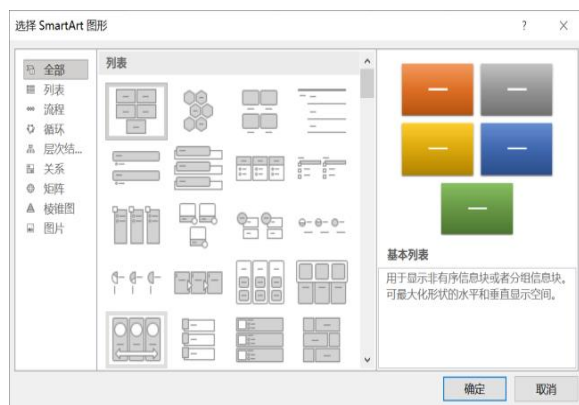 选择 SmartArt 图形
? ×
全部
列表
流程
循环
层次结...
关系
矩阵
棱锥图
图片
列表
基本列表
用于显示非有序信息块或者分组信息块。
可最大化形状的水平和垂直显示空间。
确定
取消